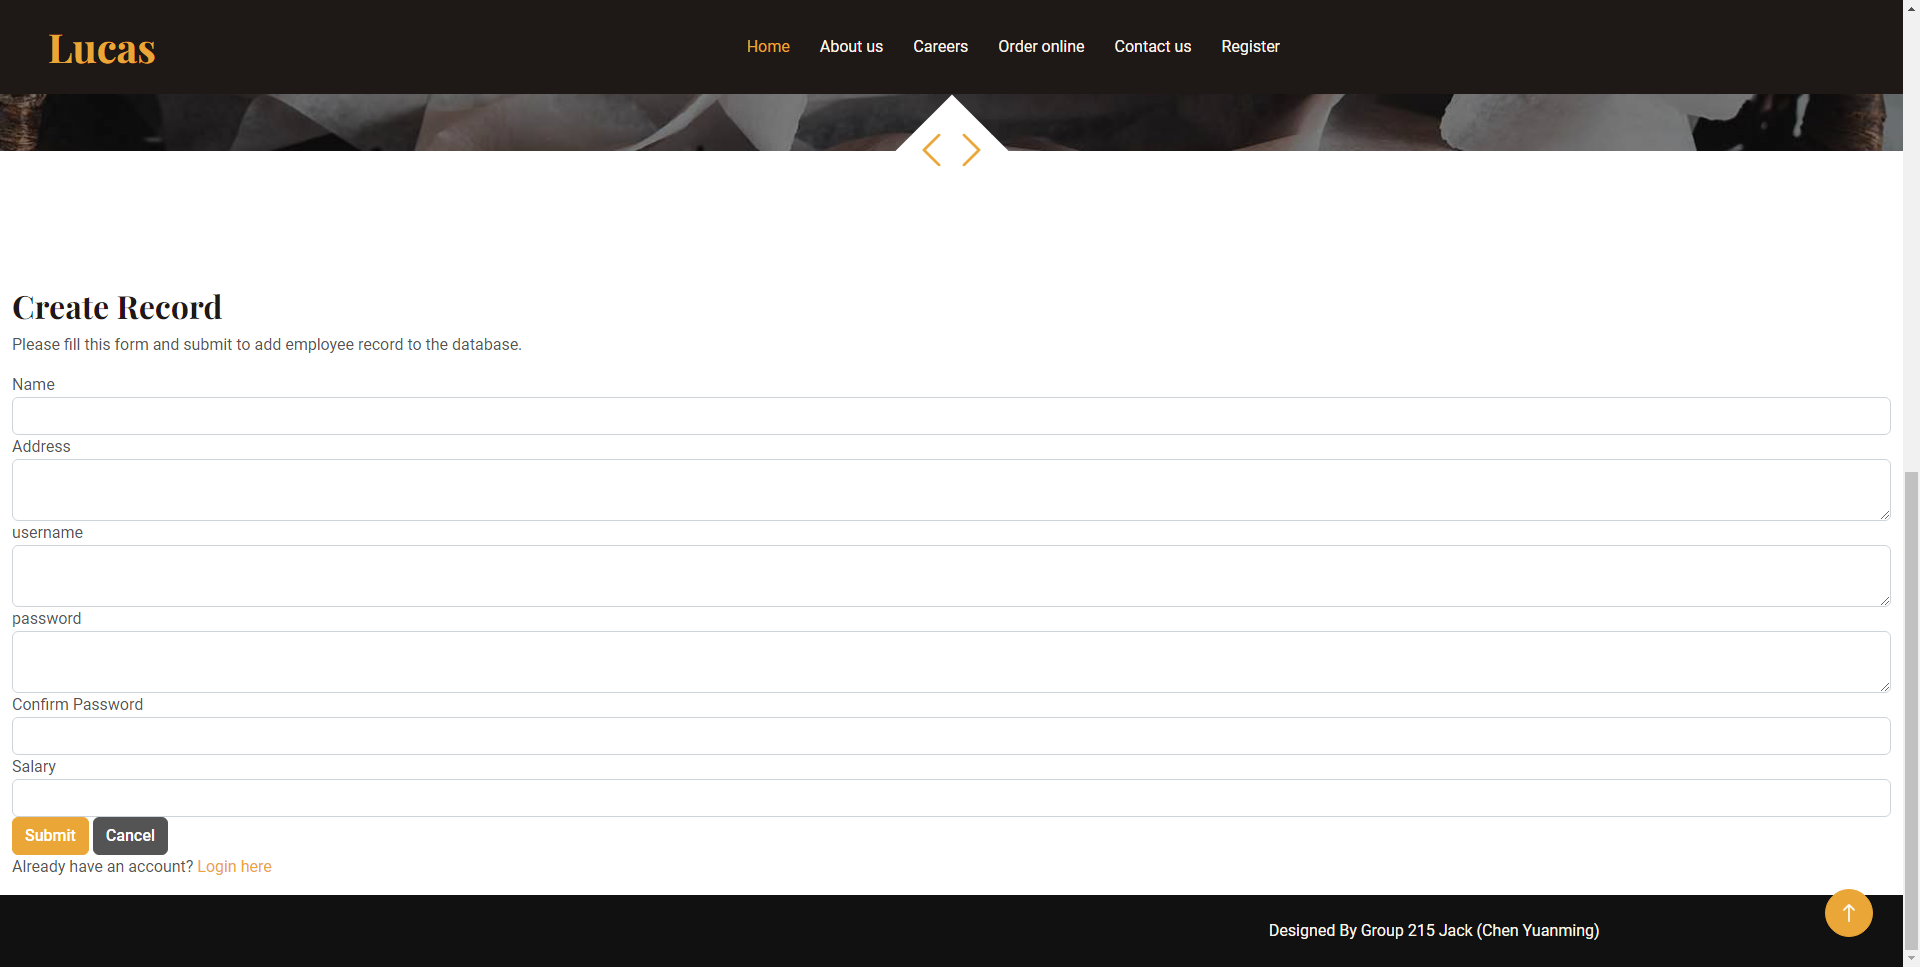 Lucas
Home About us Careers Order online Contact us Register
Create Record
Please fill this form and submit to add employee record to the database.
Name
Address
username
password
Confirm Password
Salary
Submit Cancel
Already have an account? Login here
Designed By Group 215 Jack (Chen Yuanming)